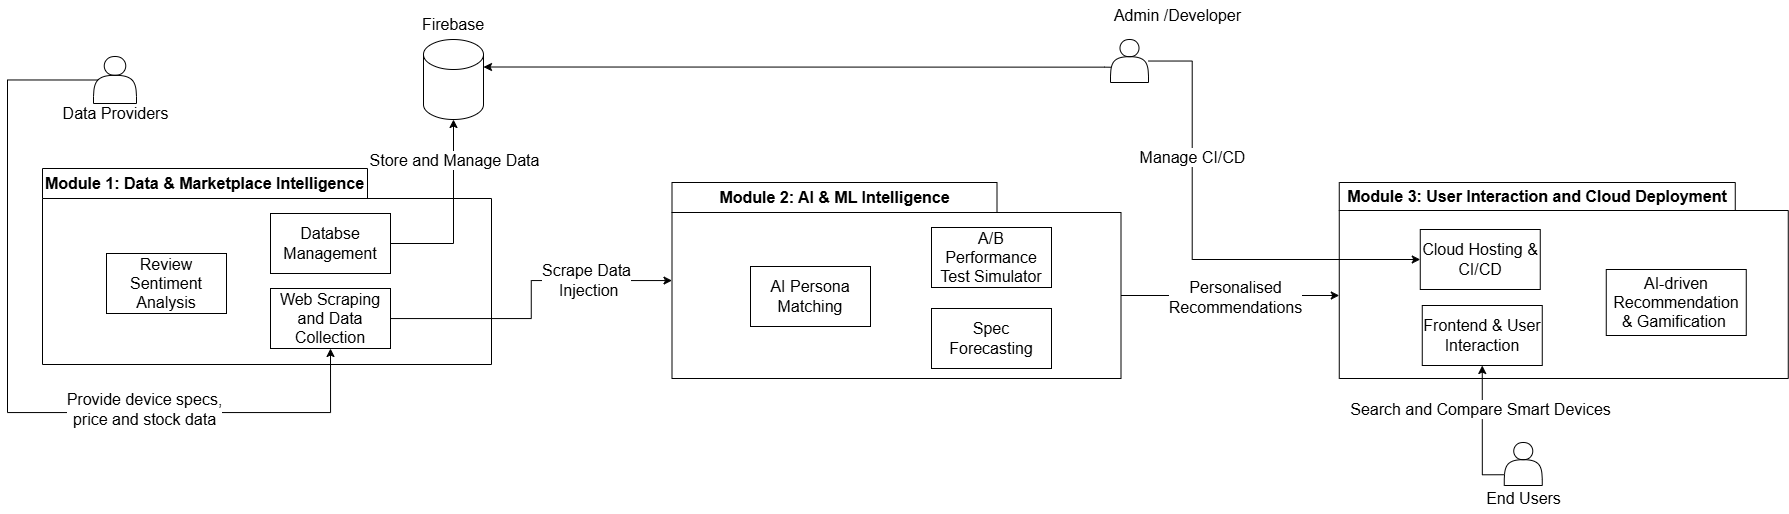 Admin /Developer
Firebase
Data Providers
Store and Manage Data
Manage CI/CD
Module 1: Data & Marketplace Intelligence
Databse
Management
Review
Sentiment
Analysis
Web Scraping
and Data
Collection
Provide device specs,
price and stock data
Scrape Data
Injection
Module 2: AI & ML Intelligence
AI Persona
Matching
A/B
Performance
Test Simulator
Spec
Forecasting
Personalised
Recommendations
Module 3: User Interaction and Cloud Deployment
Cloud Hosting &
CI/CD
Frontend & User
Interaction
AI-driven
Recommendation
& Gamification
Search and Compare Smart Devices
End Users